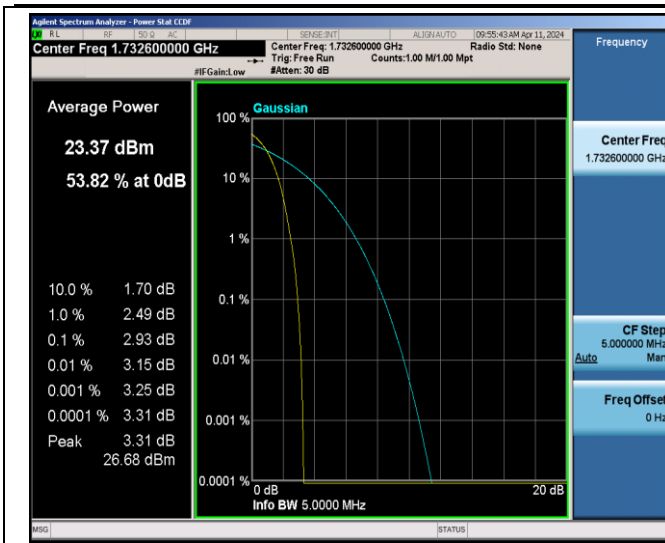 Agilent Spectrum Analyzer - Power Stat CCDF
LXI RL RF 50 Ω AC SENSE:INT ALIGNAUTO 09:55:43 AM Apr 11, 2024
Center Freq 1.732600000 GHz
Center Freq: 1.732600000 GHz Radio Std: None
Trig: Free Run Counts:1.00 M/1.00 Mpt
#IFGain:Low #Atten: 30 dB
Frequency
Average Power
23.37 dBm
53.82 % at 0dB
10.0 % 1.70 dB
1.0 % 2.49 dB
0.1 % 2.93 dB
0.01 % 3.15 dB
0.001 % 3.25 dB
0.0001 % 3.31 dB
Peak 3.31 dB
26.68 dBm
Gaussian
100 %
10 %
1 %
0.1 %
0.01 %
0.001 %
0.0001 %
0 dB 20 dB
Info BW 5.0000 MHz
Center Freq
1.732600000 GHz
CF Step
5.000000 MHz
Auto Man
Freq Offset
0 Hz
MSG STATUS